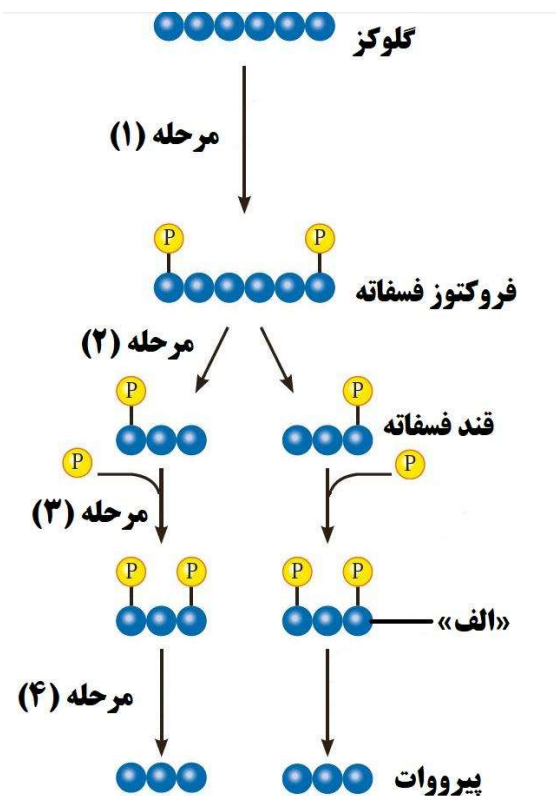 گلوکز
مرحله (۱)
P P
فروکتوز فسفاته
مرحله (۲)
P P
قند فسفاته
P P
مرحله (۳)
P P P P
«الف»
مرحله (۴)
پیرووات